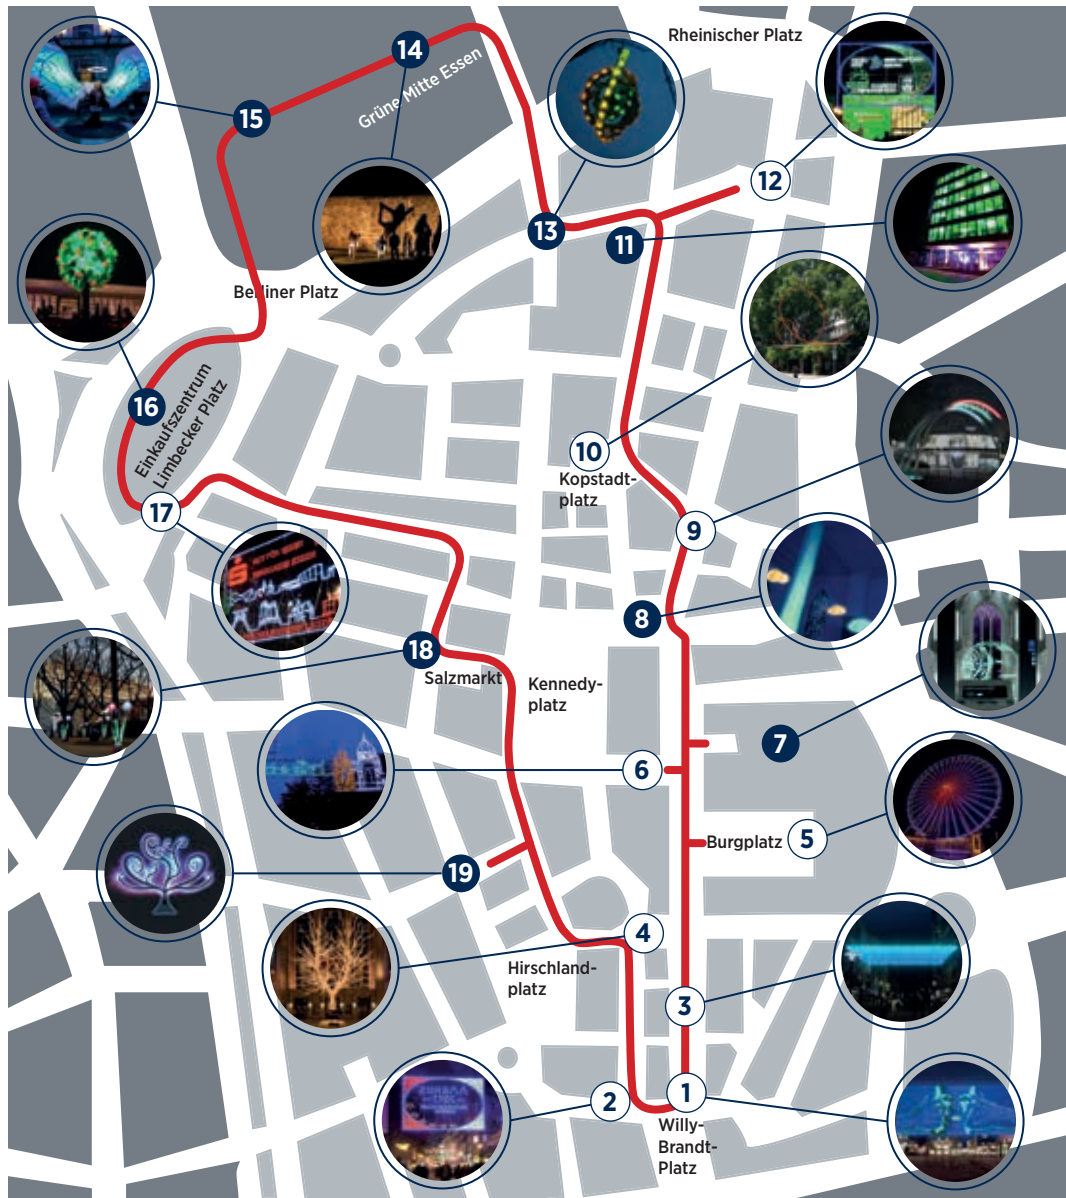 Rheinischer Platz
14
Grüne Mitte Essen
15
12
13
11
Berliner Platz
16
Einkaufszentrum
Limbecker Platz
10
Kopstadt-
platz
17
9
8
18
Salzmarkt
Kennedy-
platz
7
6
Burgplatz
5
19
4
Hirschland-
platz
3
1
2
Willy-
Brandt-
Platz